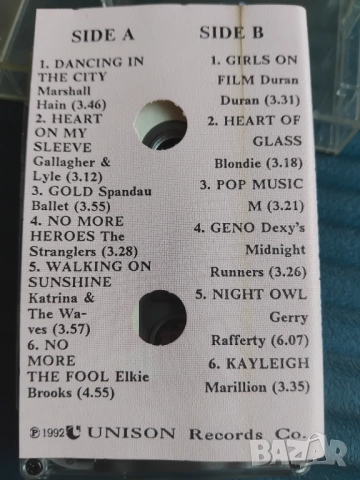 SIDE A
1. DANCING IN
THE CITY
Marshall
Hain (3.46)
2. HEART
ON MY
SLEEVE
Gallagher &
Lyle (3.12)
3. GOLD Spandau
Ballet (3.55)
4. NO MORE
HEROES The
Stranglers (3.28)
5. WALKING ON
SUNSHINE
Katrina &
The Wa-
ves (3.57)
6. NO
MORE
THE FOOL Elkie
Brooks (4.55)
SIDE B
1. GIRLS ON
FILM Duran
Duran (3.31)
2. HEART OF
GLASS
Blondie (3.18)
3. POP MUSIC
M (3.21)
4. GENO Dexy's
Midnight
Runners (3.26)
5. NIGHT OWL
Gerry
Rafferty (6.07)
6. KAYLEIGH
Marillion (3.35)
℗1992 UNISON Records Co.
bazar.bg